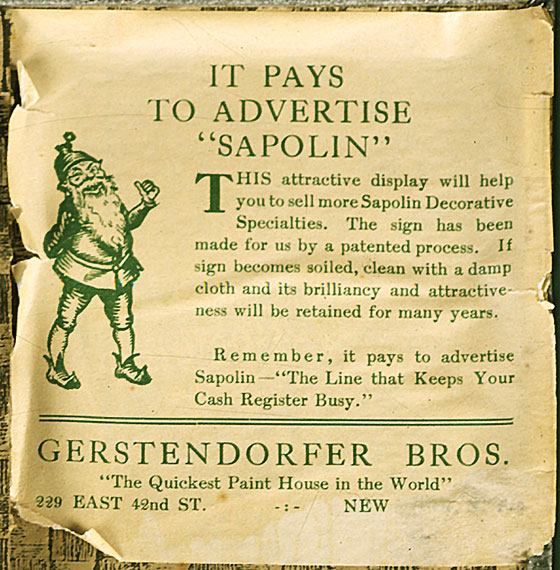 IT PAYS
TO ADVERTISE
“SAPOLIN”
THIS attractive display will help
you to sell more Sapolin Decorative
Specialties. The sign has been
made for us by a patented process. If
sign becomes soiled, clean with a damp
cloth and its brilliancy and attractive-
ness will be retained for many years.
Remember, it pays to advertise
Sapolin—“The Line that Keeps Your
Cash Register Busy.”
GERSTENDORFER BROS.
“The Quickest Paint House in the World”
229 EAST 42nd ST. -:- NEW